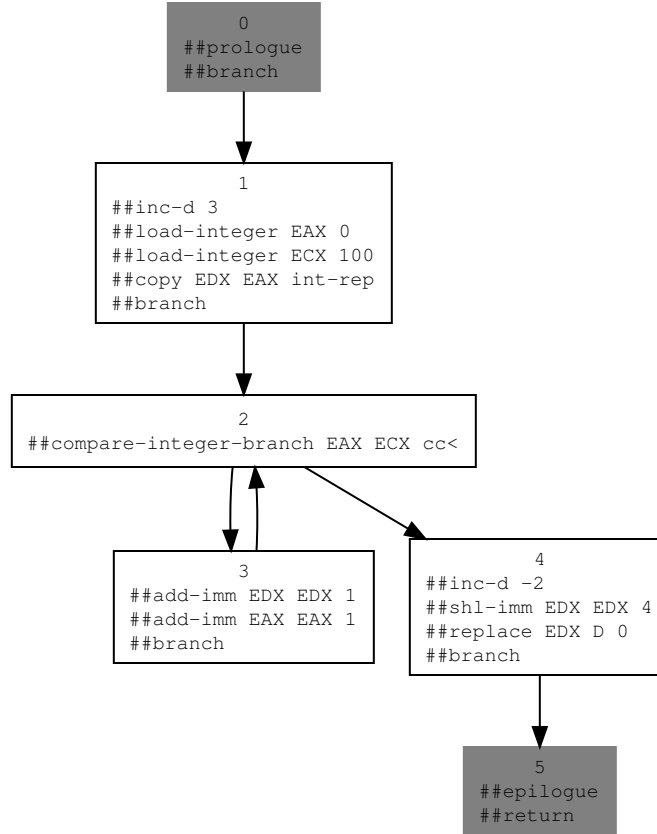 0
##prologue
##branch
1
##inc-d 3
##load-integer EAX 0
##load-integer ECX 100
##copy EDX EAX int-rep
##branch
2
##compare-integer-branch EAX ECX cc<
3
##add-imm EDX EDX 1
##add-imm EAX EAX 1
##branch
4
##inc-d -2
##shl-imm EDX EDX 4
##replace EDX D 0
##branch
5
##epilogue
##return